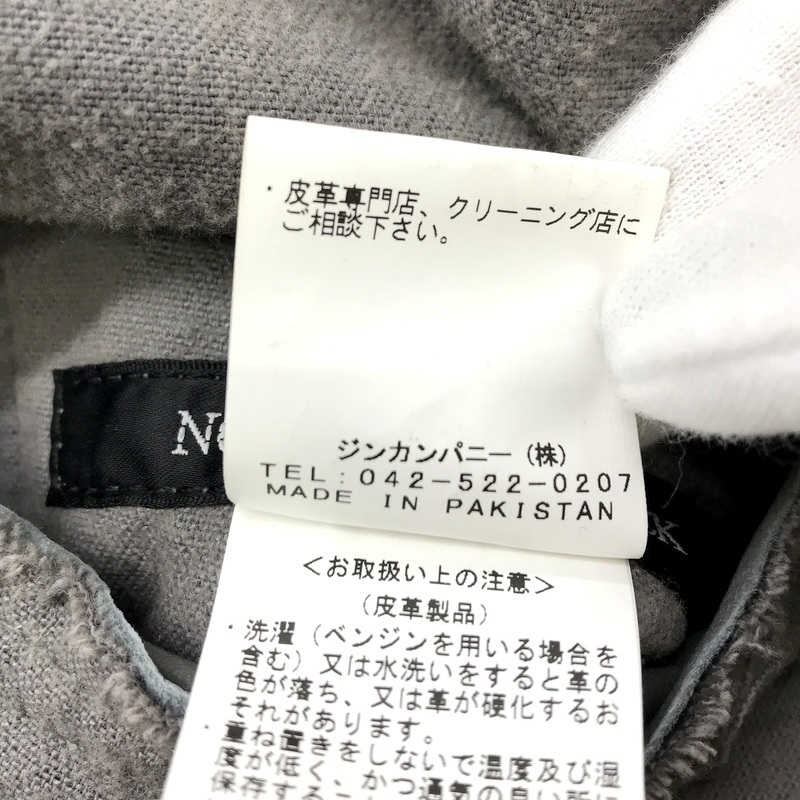 ・皮革専門店、クリーニング店に
ご相談下さい。
ジンカンパニー（株）
TEL：042－522－0207
MADE IN PAKISTAN
＜お取扱い上の注意＞
（皮革製品）
・洗濯（ベンジンを用いる場合を
含む）又は水洗いをすると革の
色が落ち、又は革が硬化するお
それがあります。
・重ね置きをしないで温度及び湿
度が低く、かつ通気の良い所に
保存する